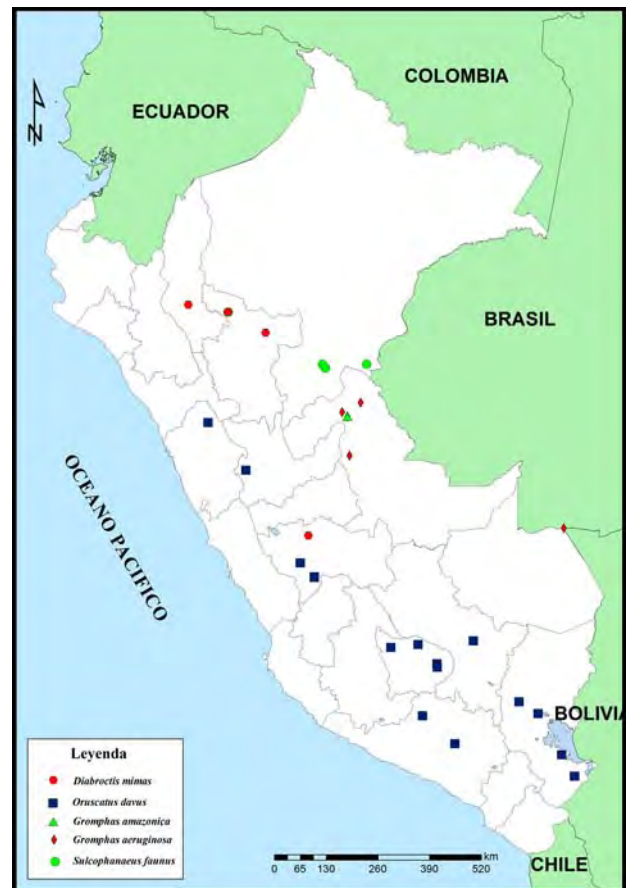 N
COLOMBIA
ECUADOR
BRASIL
OCEANO PACIFICO
BOLIVIA
CHILE
Leyenda
Diabroctis mimas
Oruscatus davus
Gromphas amazonica
Gromphas aeruginosa
Sulcophanaeus faunus
km
0 65 130 260 390 520